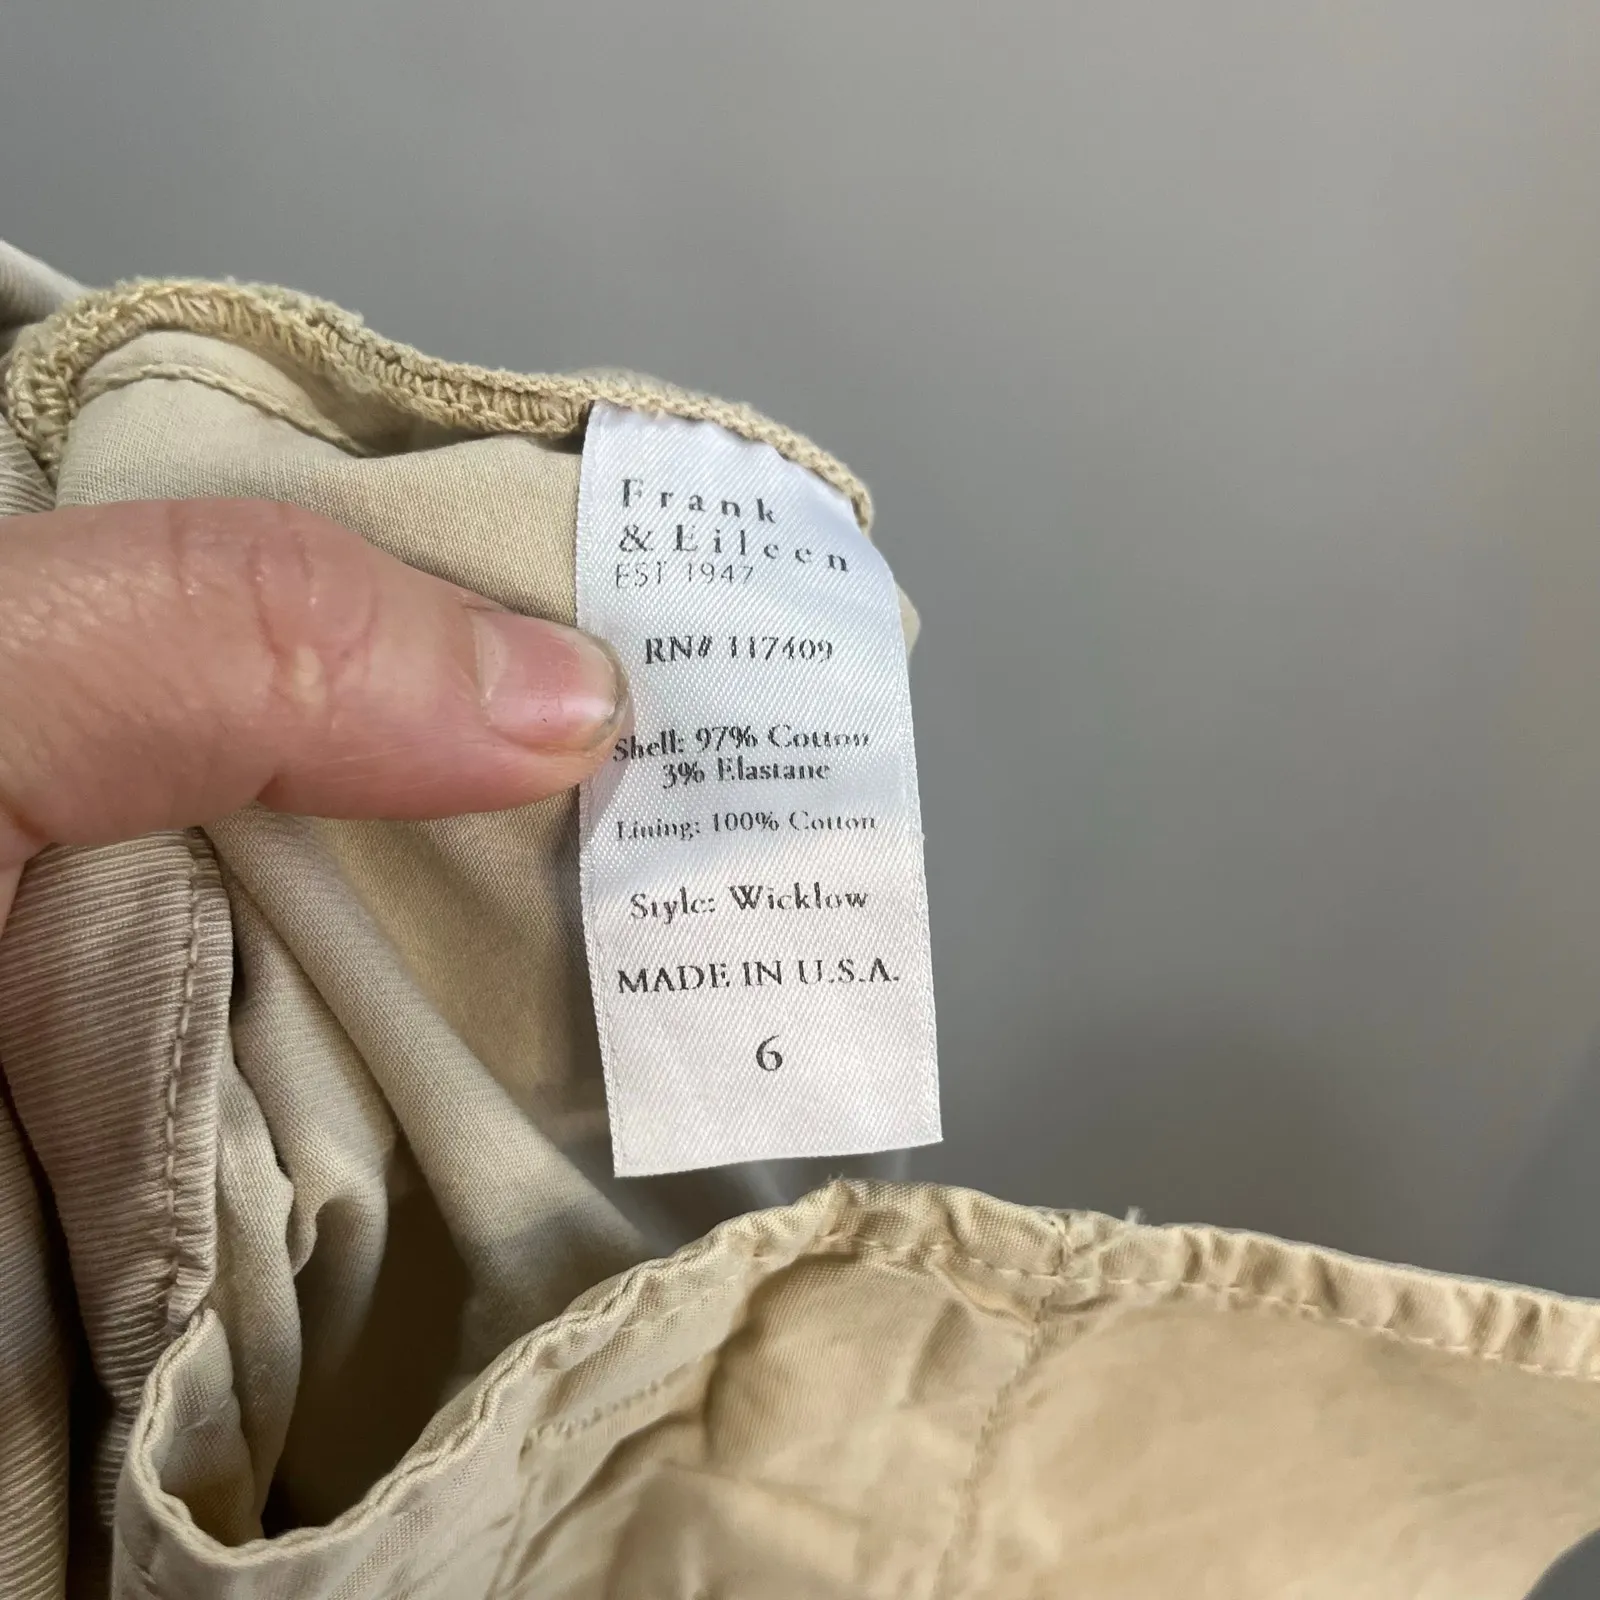 Frank
& Eileen
EST 1947
RN# 117409
Shell: 97% Cotton
3% Elastane
Lining: 100% Cotton
Style: Wicklow
MADE IN U.S.A.
6